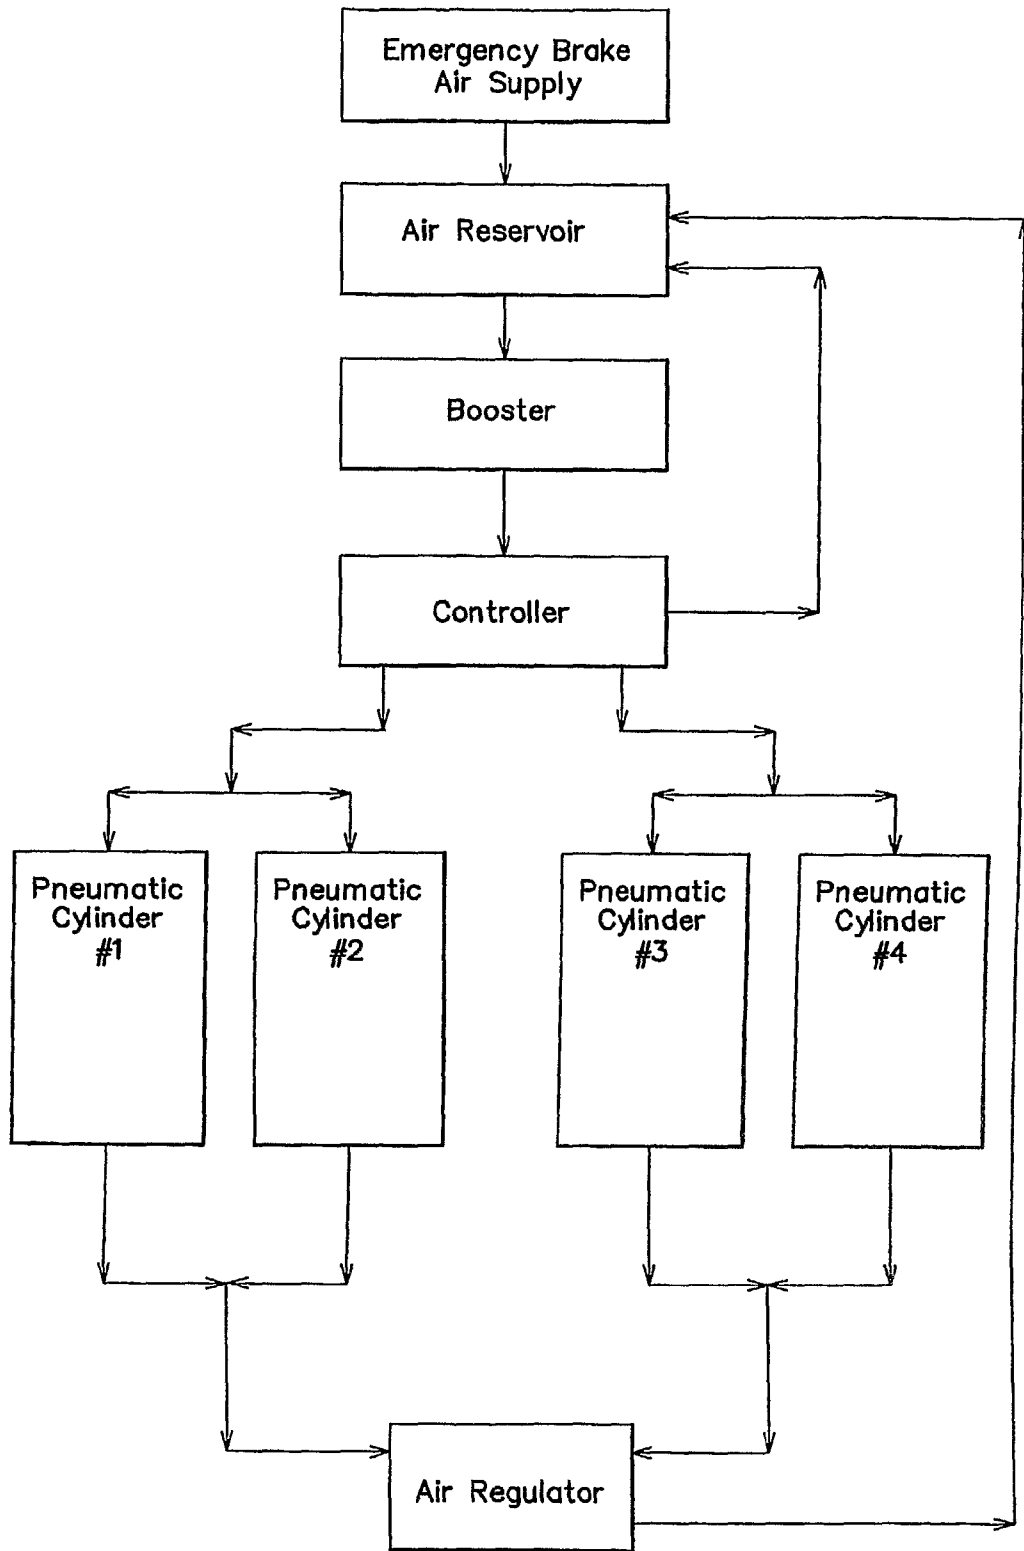 Emergency Brake
Air Supply
Air Reservoir
Booster
Controller
Pneumatic
Cylinder
#1
Pneumatic
Cylinder
#2
Pneumatic
Cylinder
#3
Pneumatic
Cylinder
#4
Air Regulator